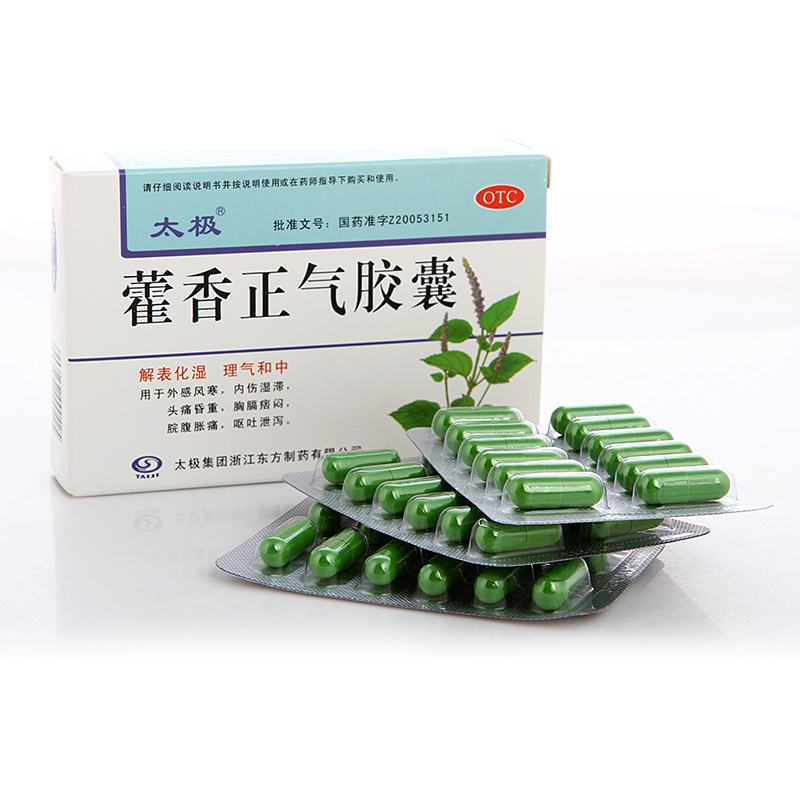 请仔细阅读说明书并按说明使用或在药师指导下购买和使用。
太极®
OTC
批准文号：国药准字Z20053151
藿香正气胶囊
解表化湿 理气和中
用于外感风寒，内伤湿滞，
头痛昏重，胸膈痞闷，
脘腹胀痛，呕吐泄泻。
TAIJI
太极集团浙江东方制药有限公司